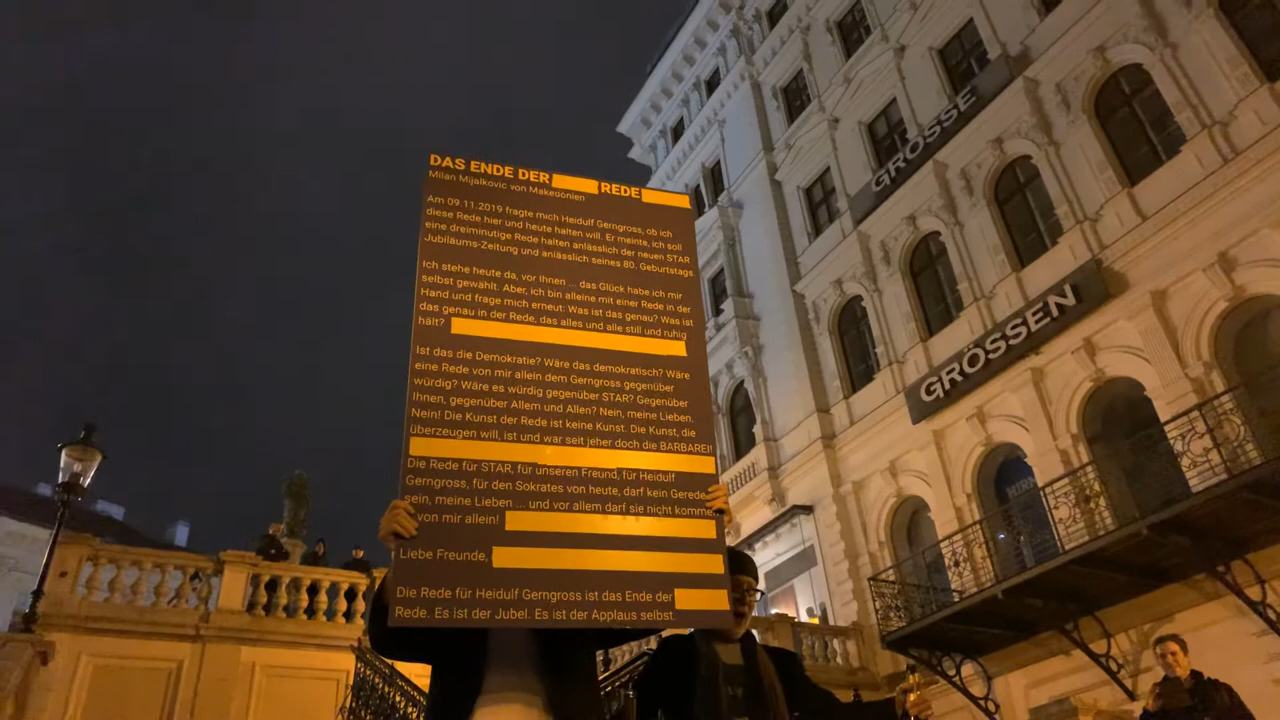 DAS ENDE DER REDE
Milan Mijalkovic von Makedonien
Am 09.11.2019 fragte mich Heidulf Gerngross, ob ich
diese Rede hier und heute halten will. Er meinte, ich soll
eine dreiminutige Rede halten anlässlich der neuen STAR
Jubiläums-Zeitung und anlässlich seines 80. Geburtstags.
Ich stehe heute da, vor Ihnen ... das Glück habe ich mir
selbst gewählt. Aber, ich bin alleine mit einer Rede in der
Hand und frage mich erneut: Was ist das genau? Was ist
das genau in der Rede, das alles und alle still und ruhig
hält?
Ist das die Demokratie? Wäre das demokratisch? Wäre
eine Rede von mir allein dem Gerngross gegenüber
würdig? Wäre es würdig gegenüber STAR? Gegenüber
Ihnen, gegenüber Allem und Allen? Nein, meine Lieben.
Nein! Die Kunst der Rede ist keine Kunst. Die Kunst, die
überzeugen will, ist und war seit jeher doch die BARBAREI!
Die Rede für STAR, für unseren Freund, für Heidulf
Gerngross, für den Sokrates von heute, darf kein Gerede
sein, meine Lieben ... und vor allem darf sie nicht kommen
von mir allein!
Liebe Freunde,
Die Rede für Heidulf Gerngross ist das Ende der
Rede. Es ist der Jubel. Es ist der Applaus selbst.
GRÖSSE
GRÖSSEN